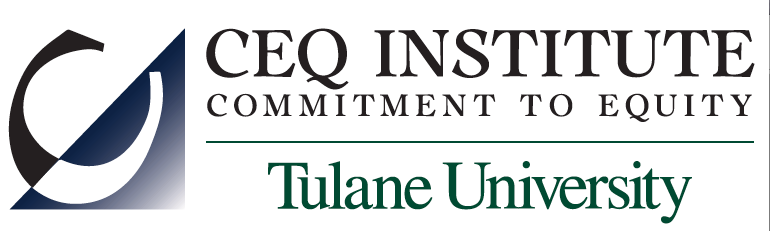 CEQ INSTITUTE
COMMITMENT TO EQUITY
Tulane University